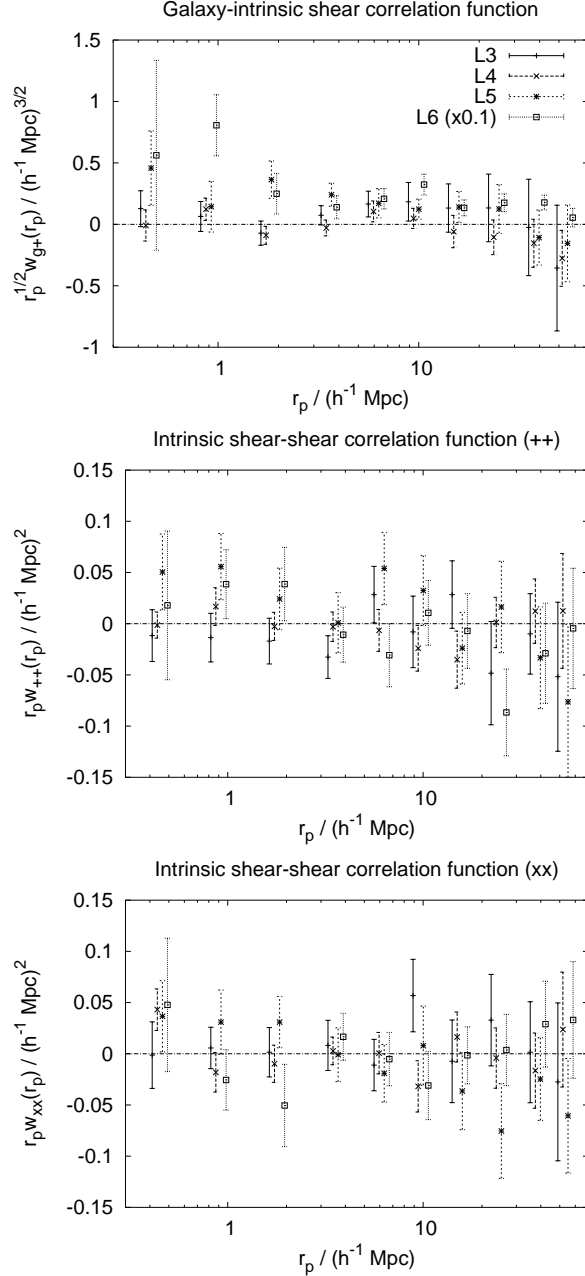 Galaxy-intrinsic shear correlation function
L3
L4
L5
L6 (x0.1)
r_p^{1/2} w_{g+}(r_p) / (h^{-1} Mpc)^{3/2}
1.5
1
0.5
0
-0.5
-1
1
10
r_p / (h^{-1} Mpc)
Intrinsic shear-shear correlation function (++)
r_p w_{++}(r_p) / (h^{-1} Mpc)^2
0.15
0.1
0.05
0
-0.05
-0.1
-0.15
1
10
r_p / (h^{-1} Mpc)
Intrinsic shear-shear correlation function (xx)
r_p w_{xx}(r_p) / (h^{-1} Mpc)^2
0.15
0.1
0.05
0
-0.05
-0.1
-0.15
1
10
r_p / (h^{-1} Mpc)